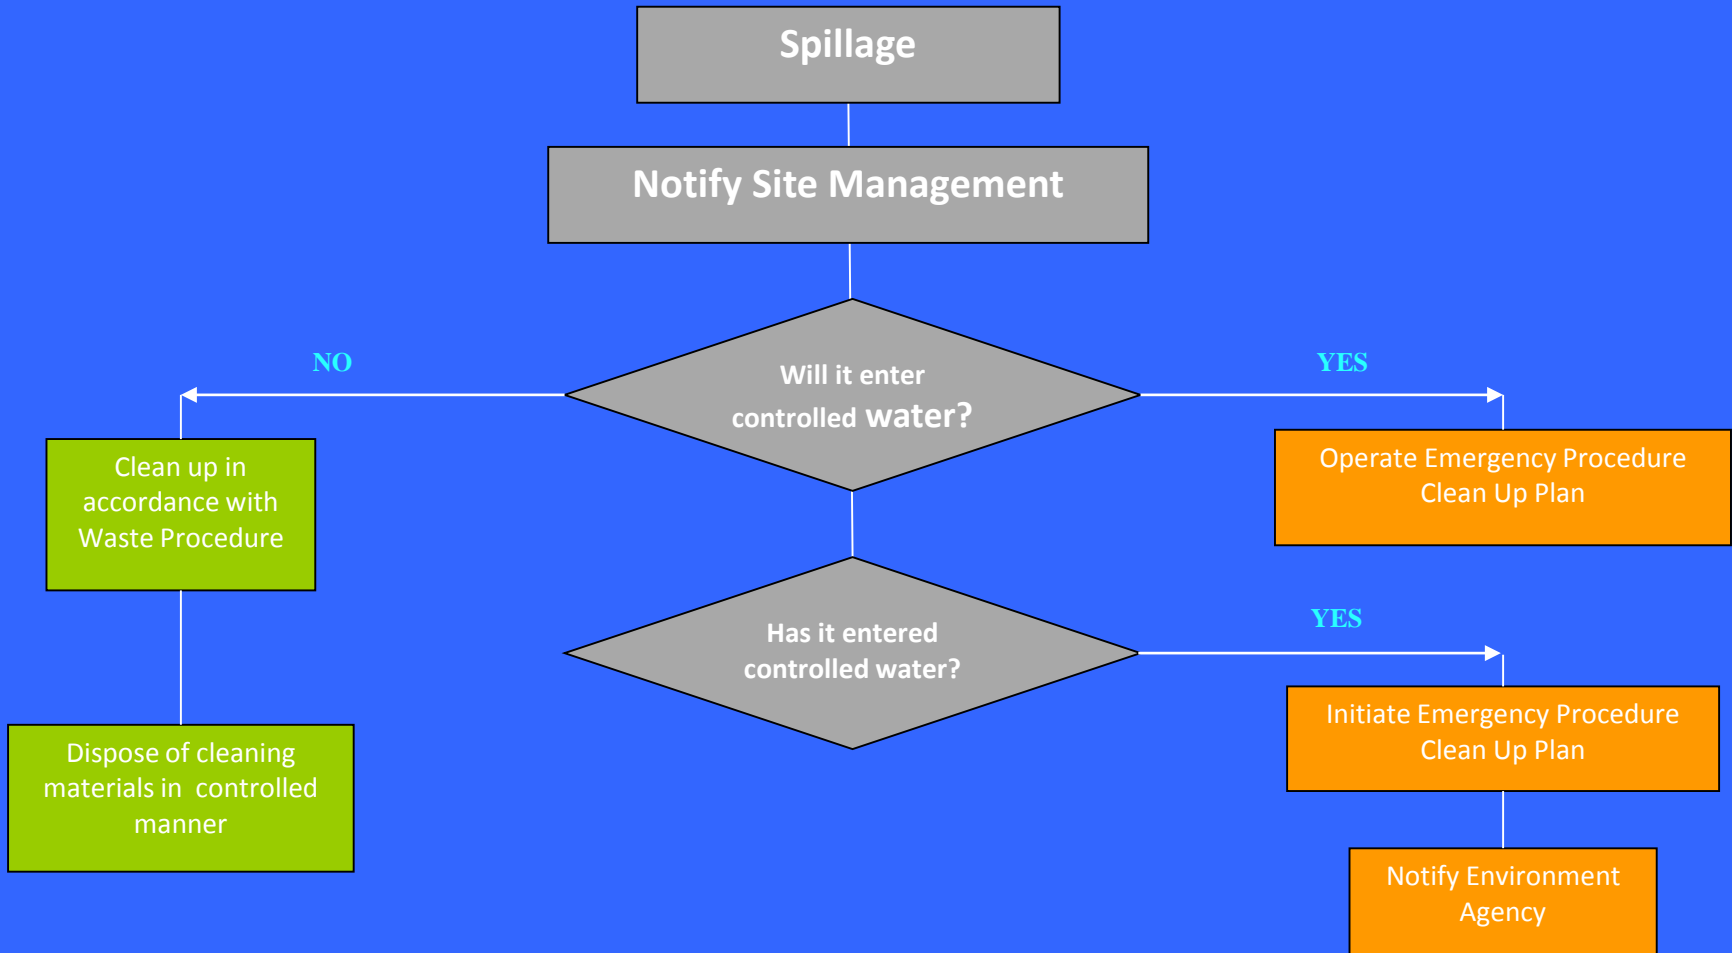 Spillage
Notify Site Management
NO
YES
Will it enter
controlled water?
Clean up in
accordance with
Waste Procedure
Operate Emergency Procedure
Clean Up Plan
Has it entered
controlled water?
YES
Dispose of cleaning
materials in controlled
manner
Initiate Emergency Procedure
Clean Up Plan
Notify Environment
Agency